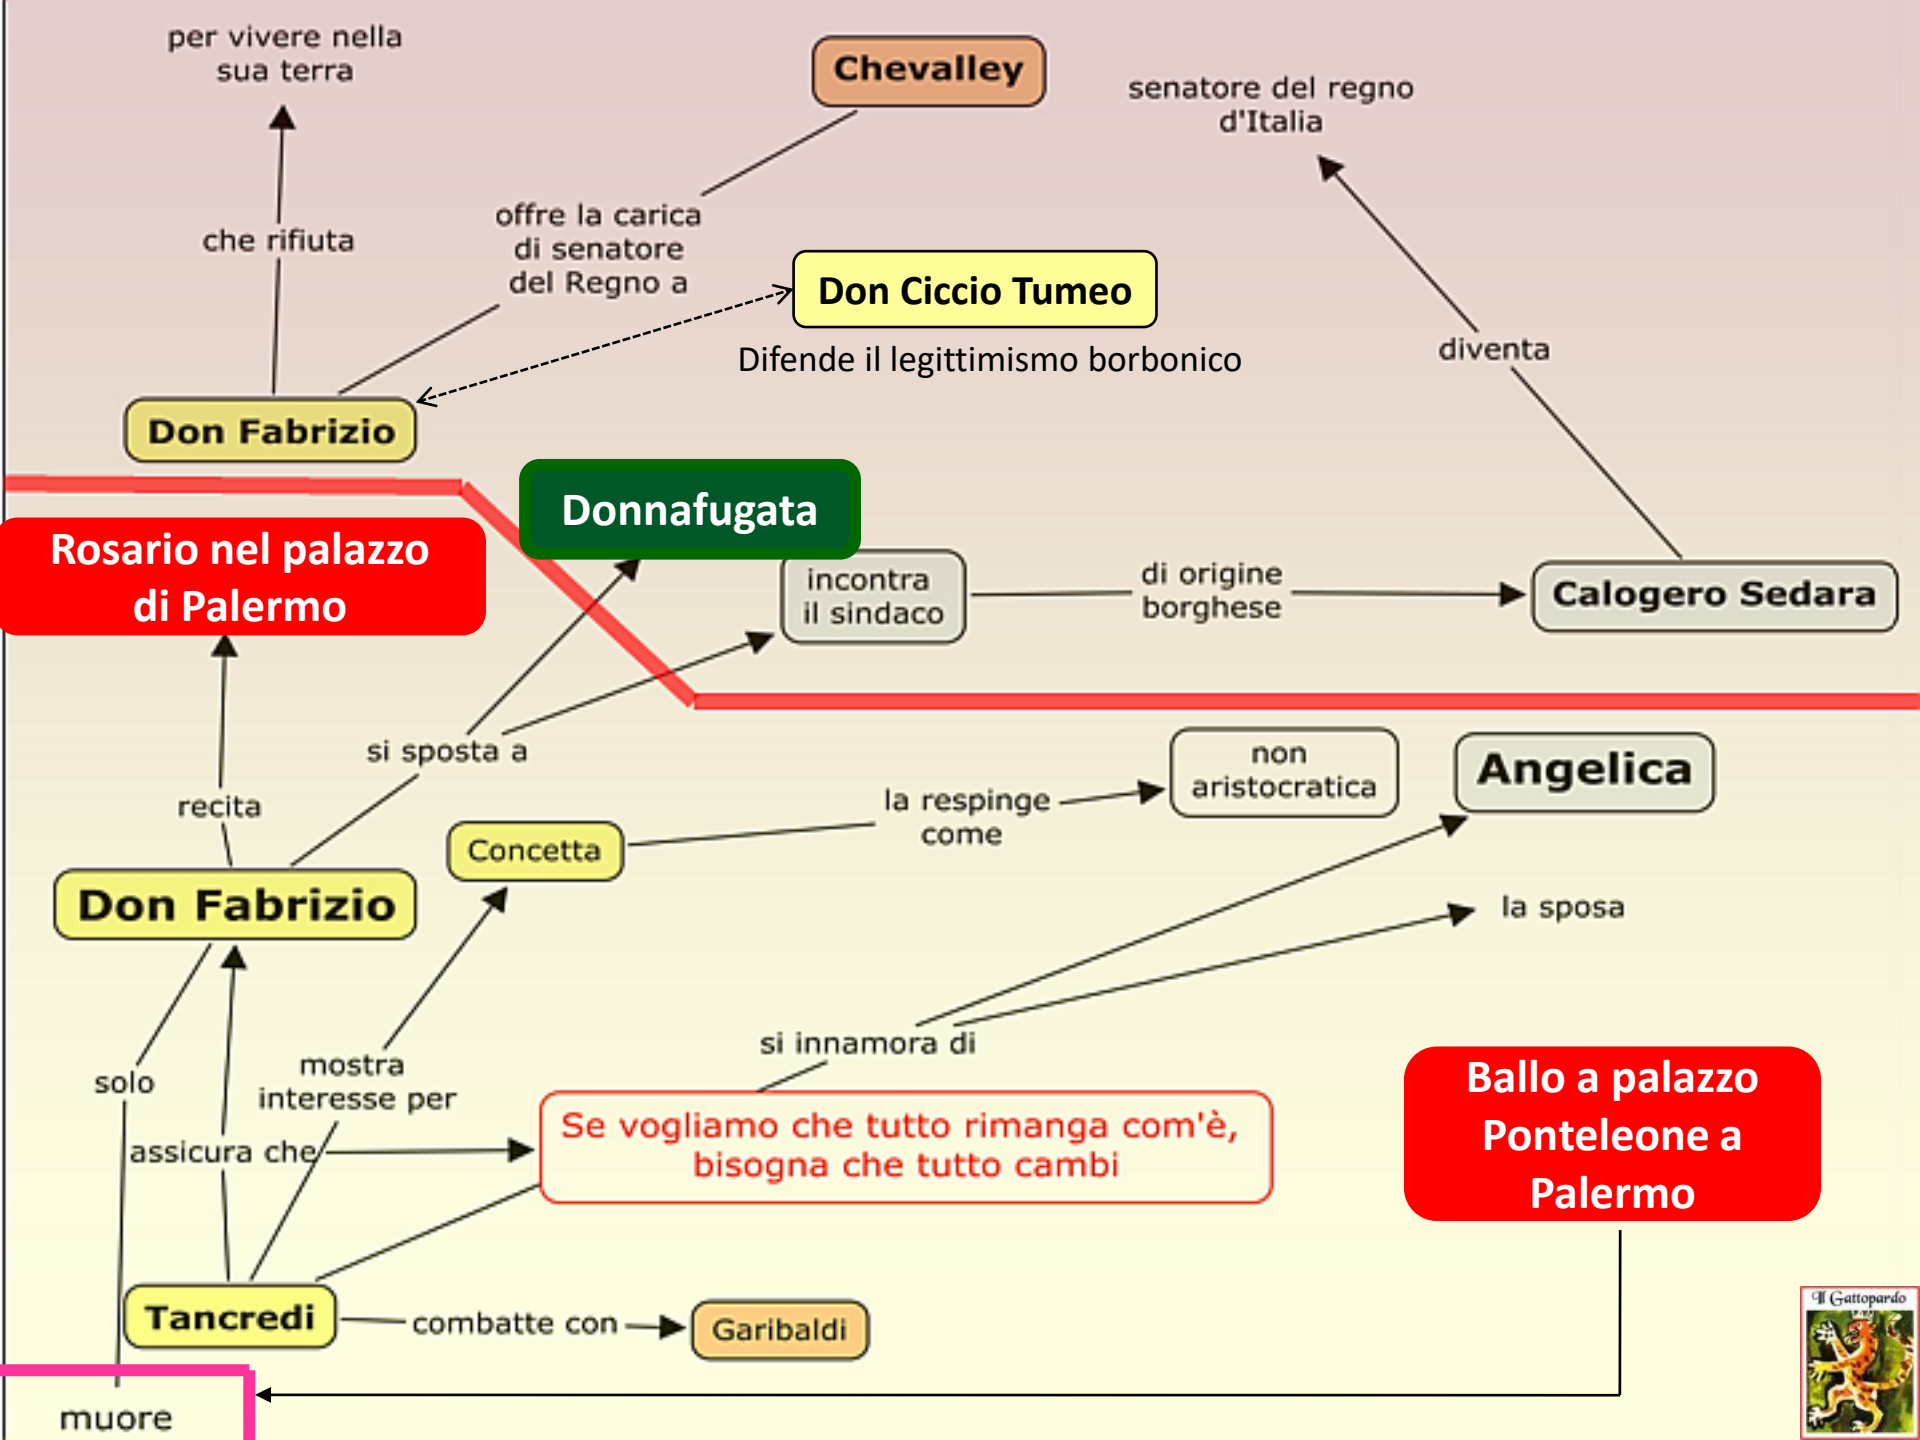 per vivere nella
sua terra
Chevalley
senatore del regno
d'Italia
offre la carica
di senatore
del Regno a
che rifiuta
Don Ciccio Tumeo
Difende il legittimismo borbonico
diventa
Don Fabrizio
Donnafugata
Rosario nel palazzo
di Palermo
incontra
il sindaco
di origine
borghese
Calogero Sedara
si sposta a
non
aristocratica
Angelica
recita
la respinge
come
Concetta
Don Fabrizio
la sposa
si innamora di
mostra
interesse per
solo
assicura che
Se vogliamo che tutto rimanga com'è,
bisogna che tutto cambi
Ballo a palazzo
Ponteleone a
Palermo
Tancredi
combatte con
Garibaldi
Il Gattopardo
muore